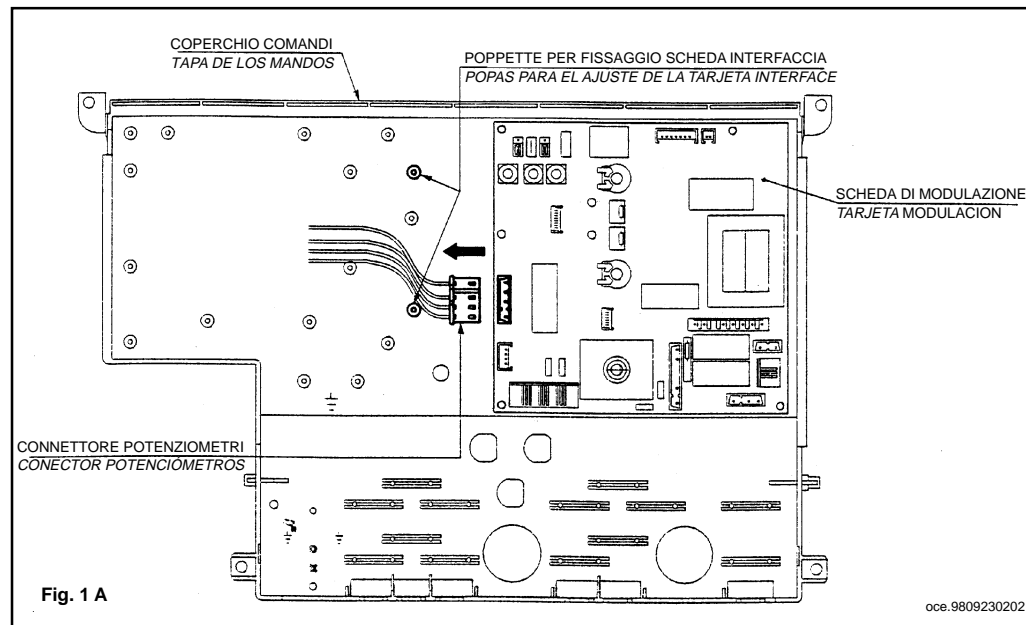 COPERCHIO COMANDI
TAPA DE LOS MANDOS
POPPETTE PER FISSAGGIO SCHEDA INTERFACCIA
POPAS PARA EL AJUSTE DE LA TARJETA INTERFACE
SCHEDA DI MODULAZIONE
TARJETA MODULACION
CONNETTORE POTENZIOMETRI
CONECTOR POTENCIÓMETROS
Fig. 1 A
oce.9809230202